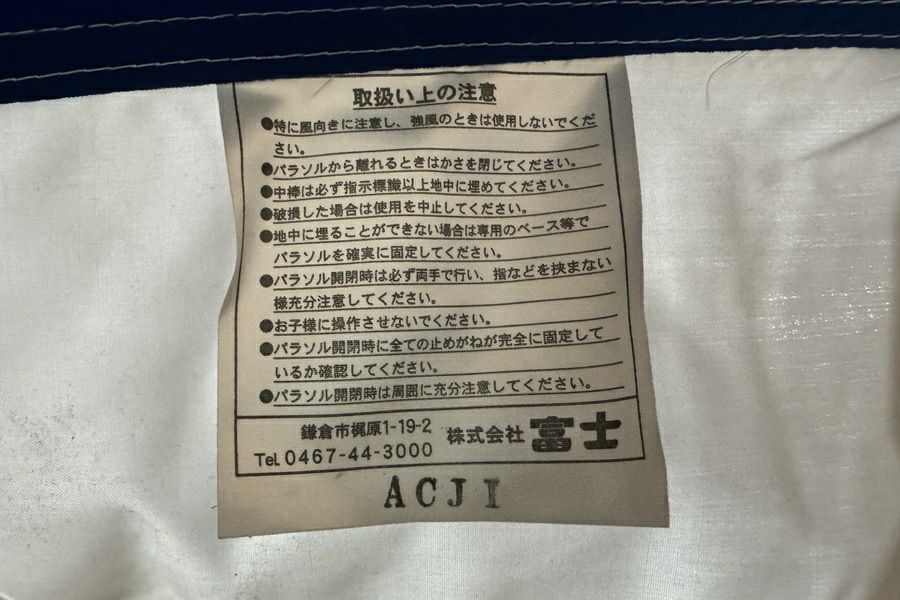 取扱い上の注意
●特に風向きに注意し、強風のときは使用しないでくだ
さい。
●パラソルから離れるときはかさを閉じてください。
●中棒は必ず指示標識以上地中に埋めてください。
●破損した場合は使用を中止してください。
●地中に埋ることができない場合は専用のベース等で
パラソルを確実に固定してください。
●パラソル開閉時は必ず両手で行い、指などを挟まない
様充分注意してください。
●お子様に操作させないでください。
●パラソル開閉時に全ての止めがねが完全に固定して
いるか確認してください。
●パラソル開閉時は周囲に充分注意してください。
鎌倉市梶原1-19-2 株式会社 富士
Tel. 0467-44-3000
ACJI